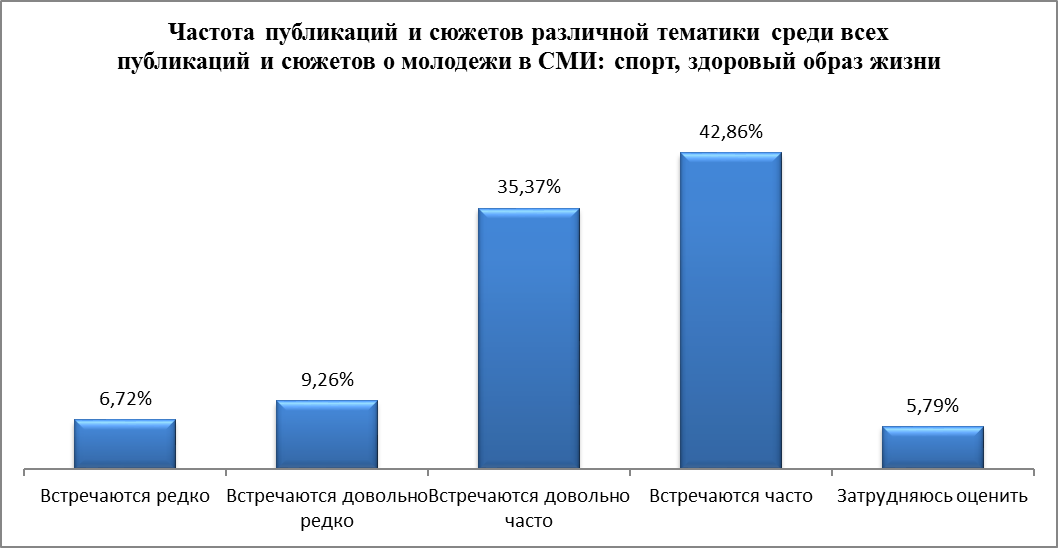 Частота публикаций и сюжетов различной тематики среди всех
публикаций и сюжетов о молодежи в СМИ: спорт, здоровый образ жизни
42,86%
35,37%
9,26%
6,72%
5,79%
Встречаются редко
Встречаются довольно
редко
Встречаются довольно
часто
Встречаются часто
Затрудняюсь оценить